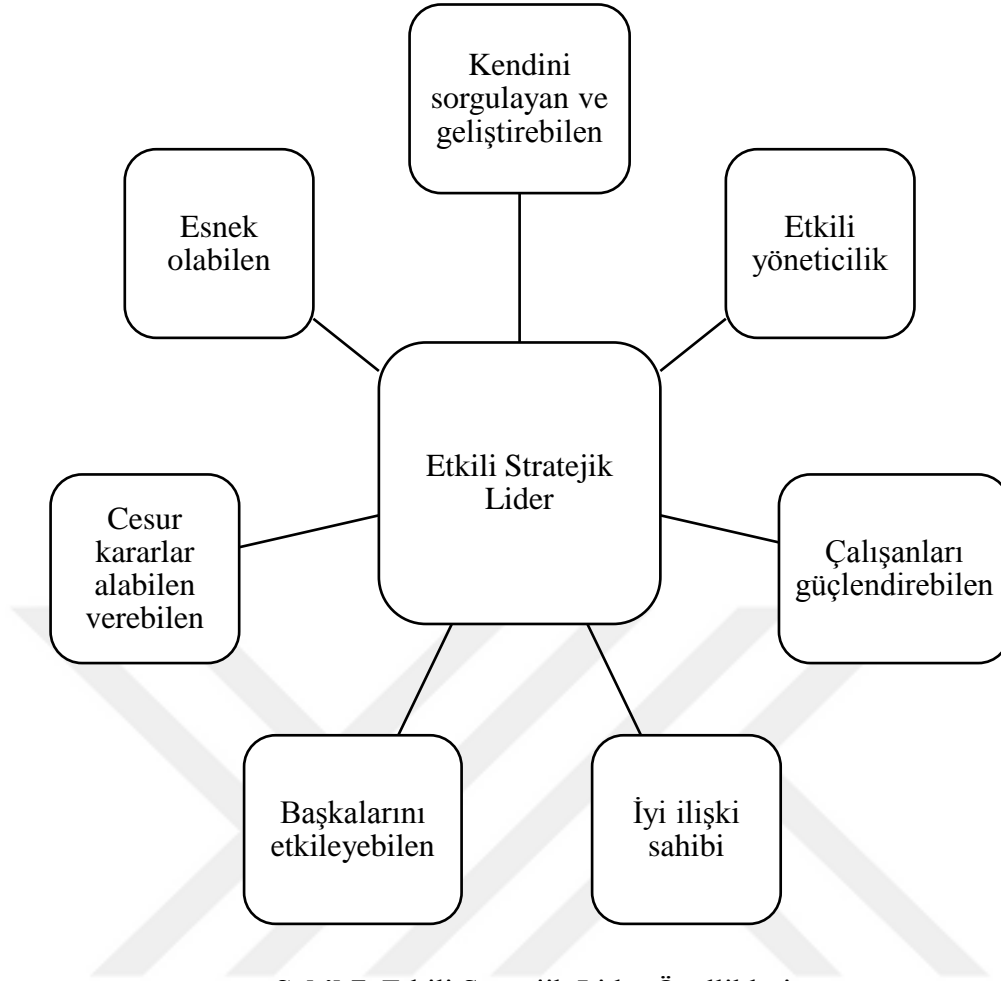 Kendini
sorgulayan ve
geliştirebilen
Etkili
yöneticilik
Çalışanları
güçlendirebilen
İyi ilişki
sahibi
Başkalarını
etkileyebilen
Cesur
kararlar
alabilen
verebilen
Esnek
olabilen
Etkili Stratejik
Lider